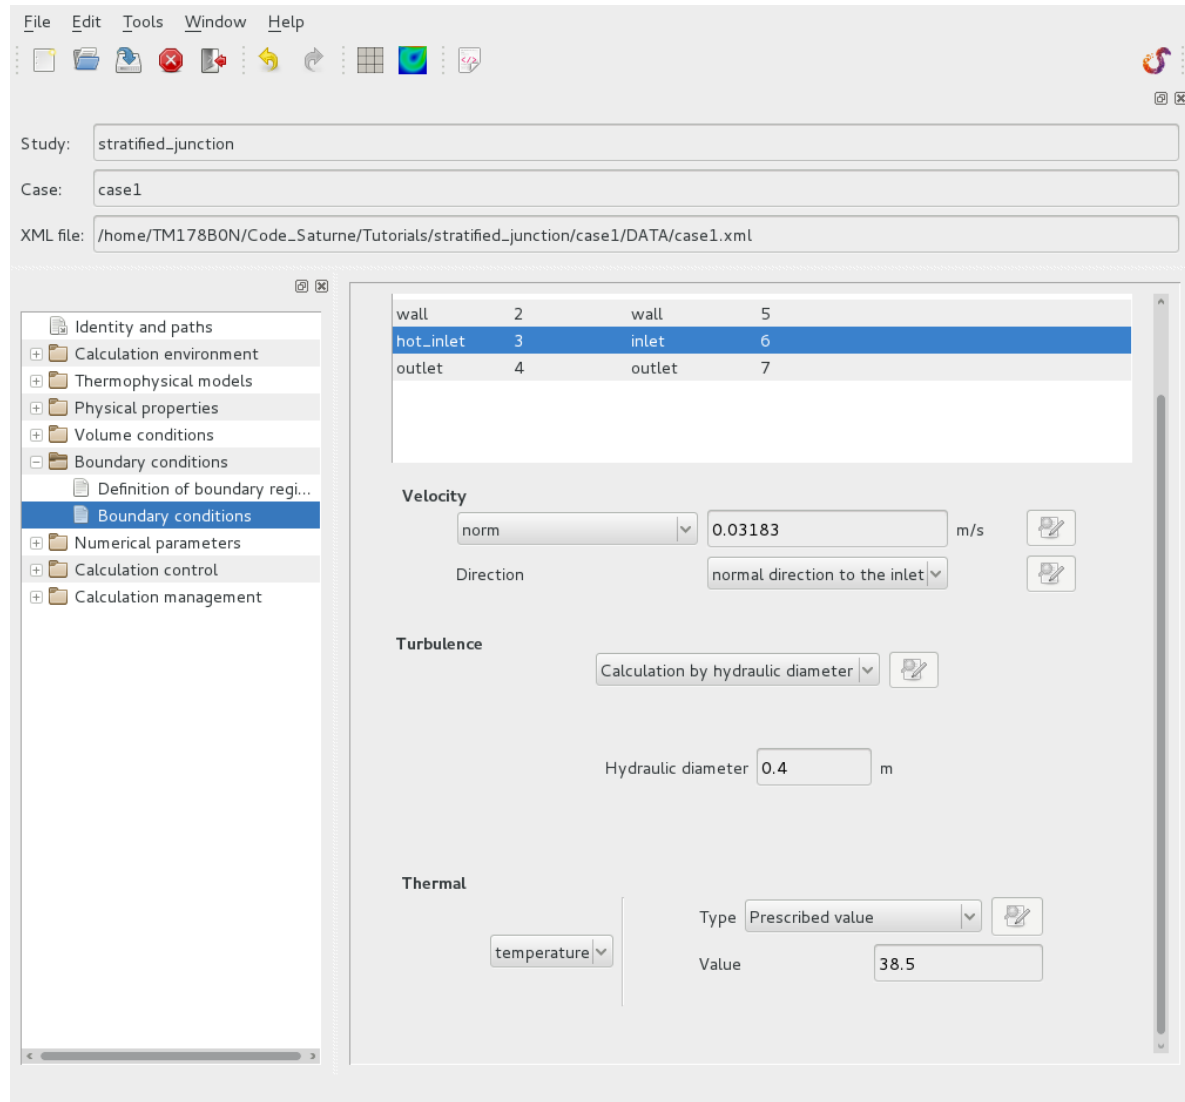 File Edit Tools Window Help
Study: stratified_junction
Case: case1
XML file: /home/TM178B0N/Code_Saturne/Tutorials/stratified_junction/case1/DATA/case1.xml
Identity and paths
Calculation environment
Thermophysical models
Physical properties
Volume conditions
Boundary conditions
Definition of boundary regi...
Boundary conditions
Numerical parameters
Calculation control
Calculation management
wall 2 wall 5
hot_inlet 3 inlet 6
outlet 4 outlet 7
Velocity
norm 0.03183 m/s
Direction normal direction to the inlet
Turbulence
Calculation by hydraulic diameter
Hydraulic diameter 0.4 m
Thermal
Type Prescribed value
temperature
Value 38.5